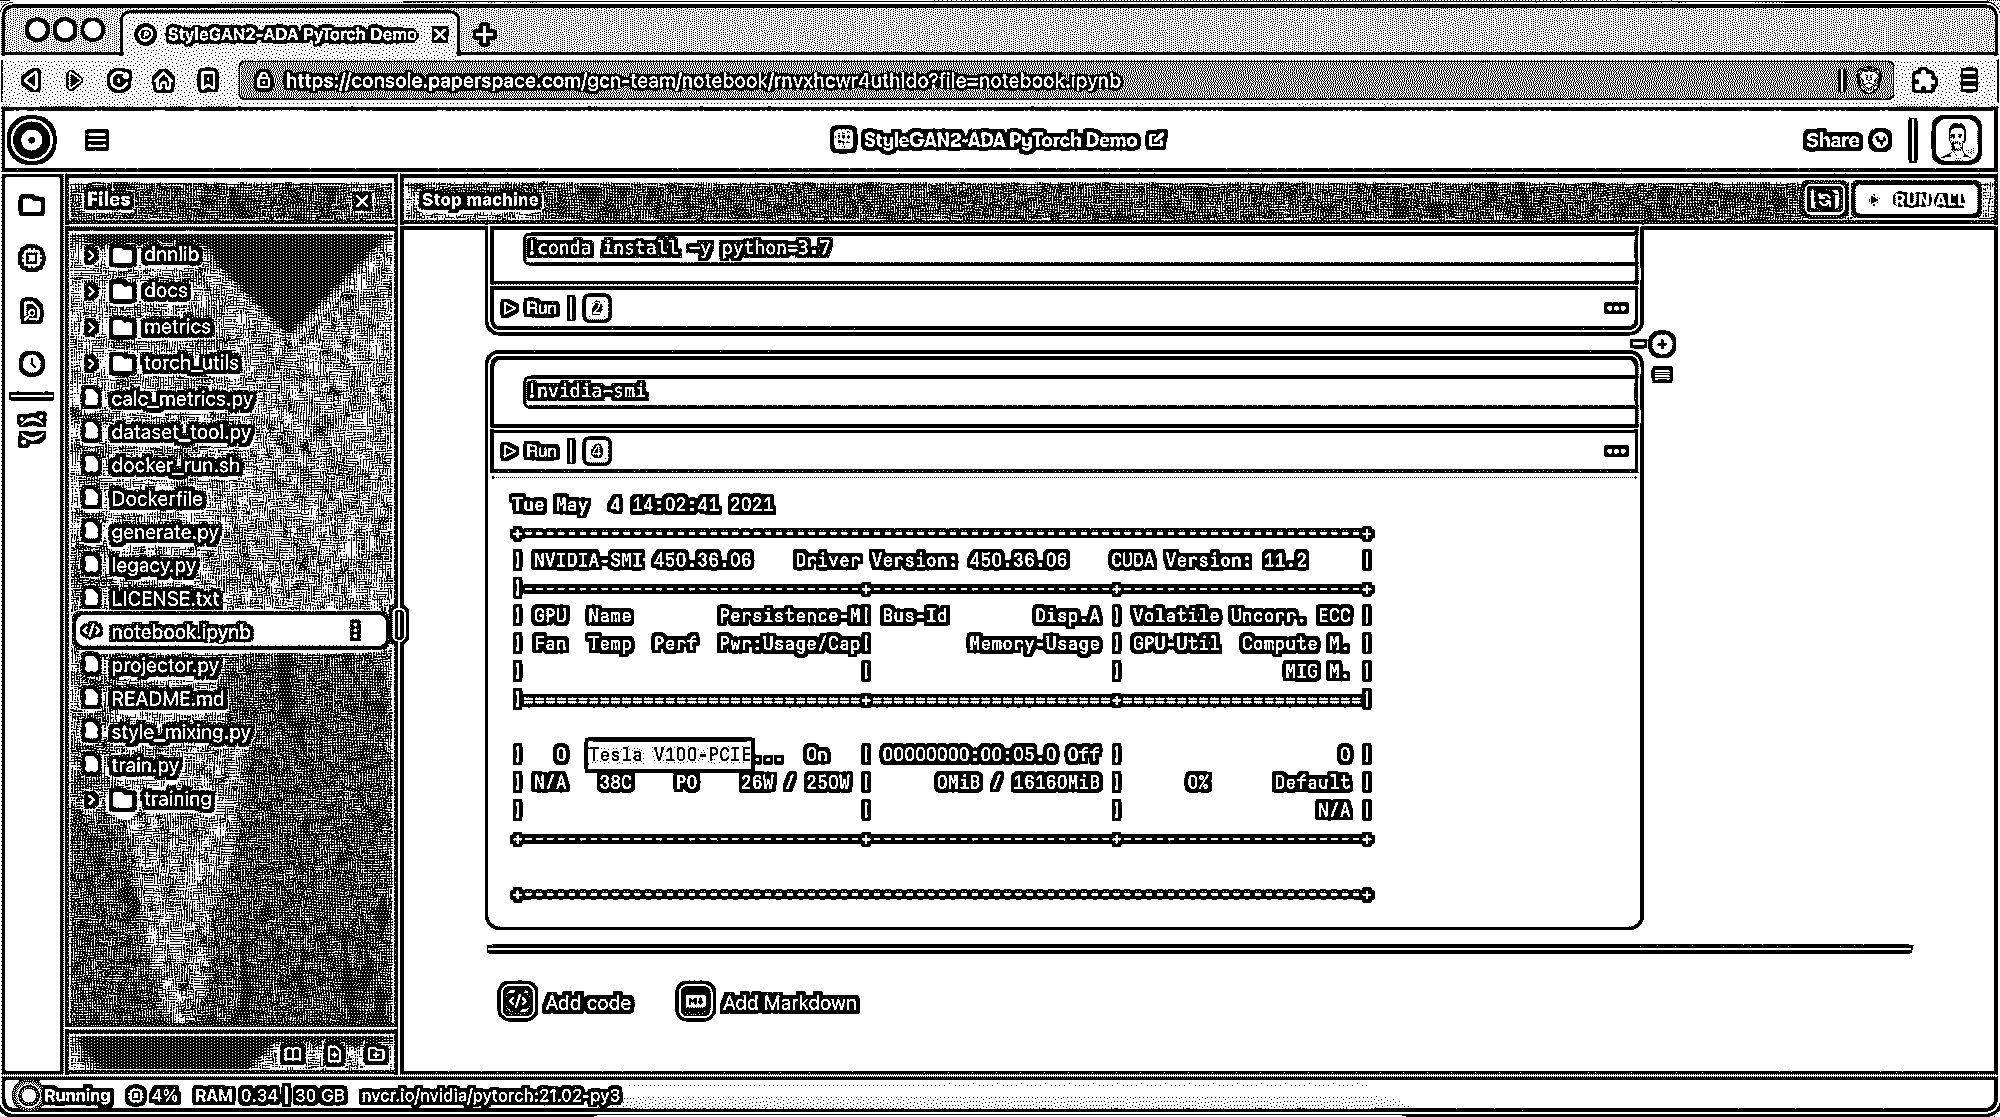 StyleGAN2-ADA PyTorch Demo
https://console.paperspace.com/gcn-team/notebook/rnvxhcwr4uthldo?file=notebook.ipynb
StyleGAN2-ADA PyTorch Demo
Share
Files
Stop machine
RUN ALL
dnnlib
docs
metrics
torch_utils
calc_metrics.py
dataset_tool.py
docker_run.sh
Dockerfile
generate.py
legacy.py
LICENSE.txt
notebook.ipynb
projector.py
README.md
style_mixing.py
train.py
training
!conda install -y python=3.7
Run | 2
!nvidia-smi
Run | 4
Tue May  4 14:02:41 2021
| NVIDIA-SMI 450.36.06    Driver Version: 450.36.06    CUDA Version: 11.2 |
| GPU  Name        Persistence-M| Bus-Id        Disp.A | Volatile Uncorr. ECC |
| Fan  Temp  Perf  Pwr:Usage/Cap|         Memory-Usage | GPU-Util  Compute M. |
| | | MIG M. |
| 0  Tesla V100-PCIE...  On | 00000000:00:05.0 Off | 0 |
| N/A   38C    P0    26W / 250W | 0MiB / 16160MiB | 0%      Default |
| | | N/A |
Add code
Add Markdown
Running 4% RAM 0.34 | 30 GB nvcr.io/nvidia/pytorch:21.02-py3